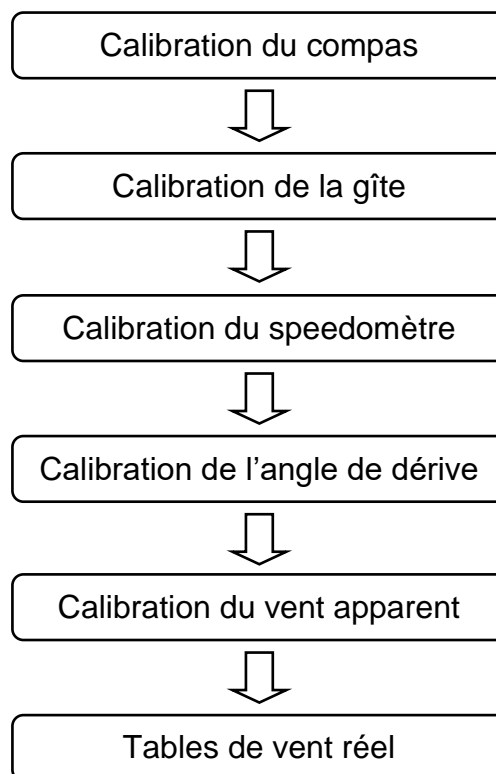 Calibration du compas
Calibration de la gîte
Calibration du speedomètre
Calibration de l’angle de dérive
Calibration du vent apparent
Tables de vent réel